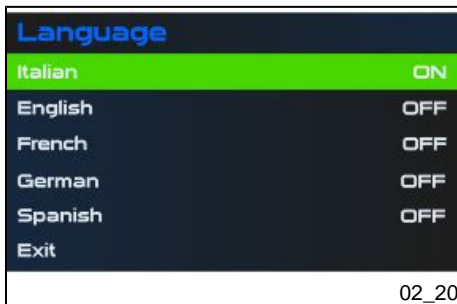 Language
Italian ON
English OFF
French OFF
German OFF
Spanish OFF
Exit
02_20